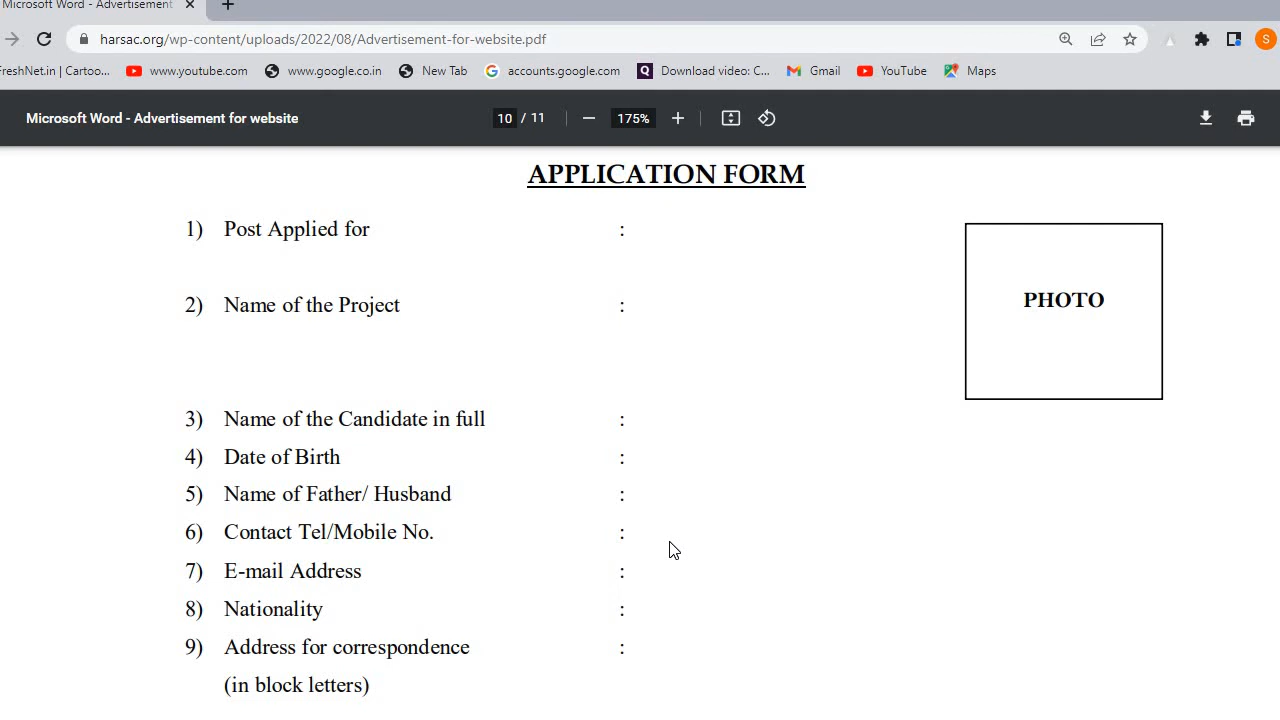 Microsoft Word - Advertisement
harsac.org/wp-content/uploads/2022/08/Advertisement-for-website.pdf
S
FreshNet.in | Cartoo... www.youtube.com www.google.co.in New Tab accounts.google.com Download video: C... Gmail YouTube Maps
Microsoft Word - Advertisement for website 10 / 11 175%
APPLICATION FORM
1) Post Applied for :
2) Name of the Project :
PHOTO
3) Name of the Candidate in full :
4) Date of Birth :
5) Name of Father/ Husband :
6) Contact Tel/Mobile No. :
7) E-mail Address :
8) Nationality :
9) Address for correspondence :
(in block letters)